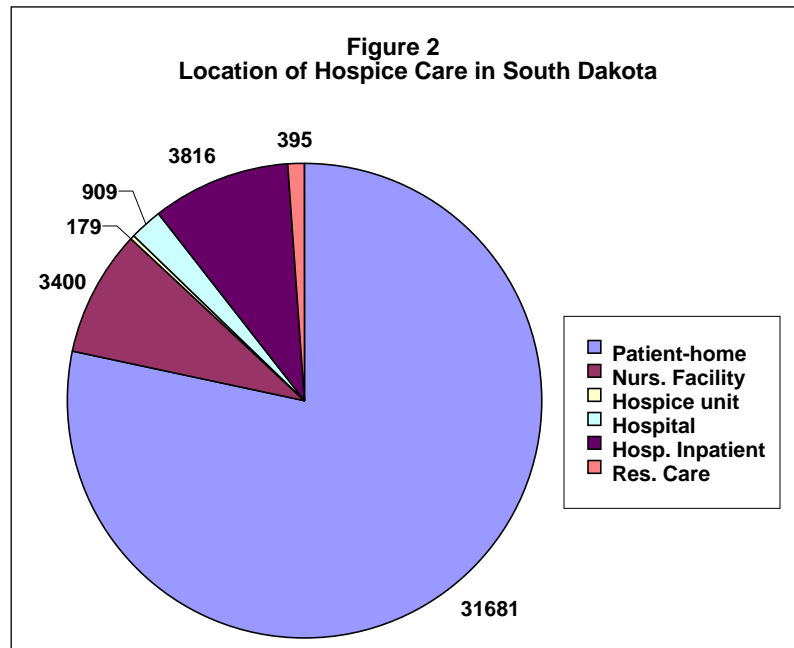 Figure 2
Location of Hospice Care in South Dakota
395
3816
909
179
3400
31681
Patient-home
Nurs. Facility
Hospice unit
Hospital
Hosp. Inpatient
Res. Care